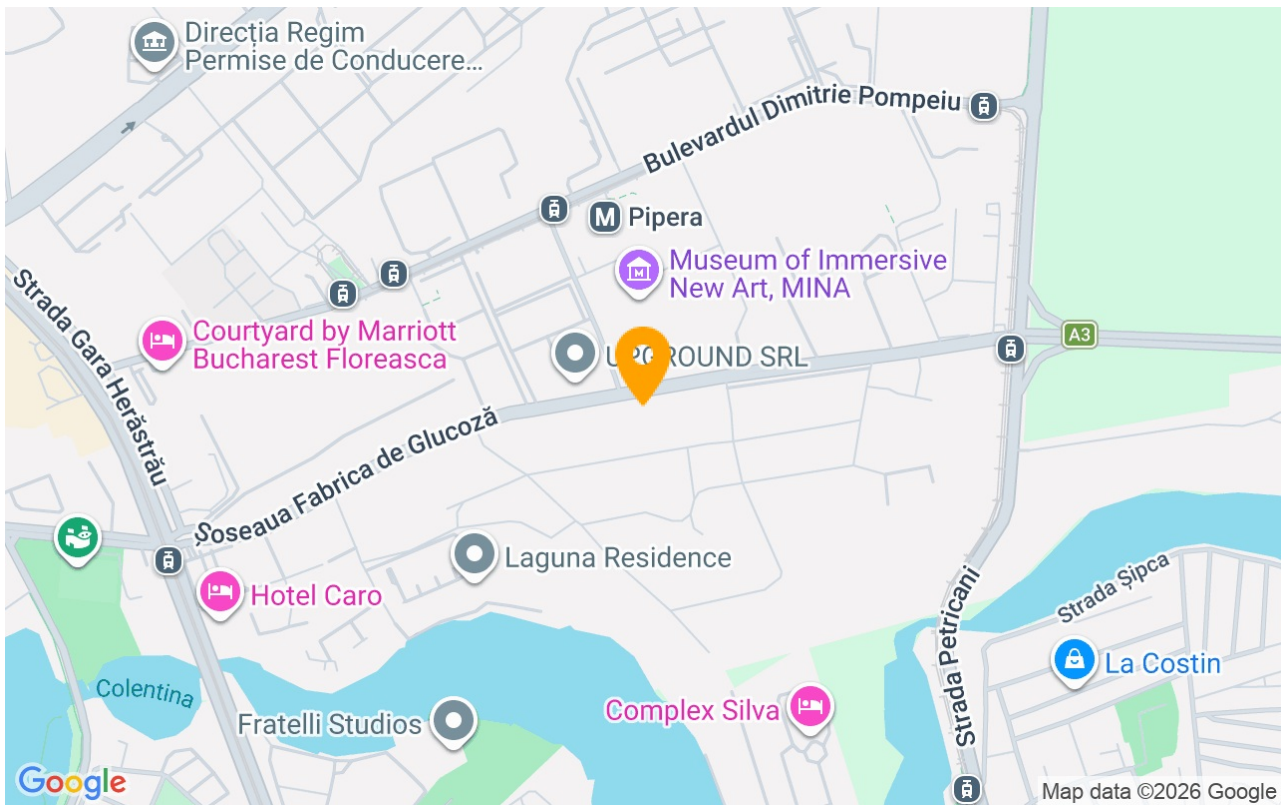 Direcția Regim
Permise de Conducere...
Bulevardul Dimitrie Pompeiu
M
Pipera
Museum of Immersive
New Art, MINA
Strada Gara Herăstrău
Courtyard by Marriott
Bucharest Floreasca
A3
GROUND SRL
Șoseaua Fabrica de Glucoză
Laguna Residence
Hotel Caro
Strada Șipca
Strada Petricani
La Costin
Colentina
Complex Silva
Fratelli Studios
Google
Map data ©2026 Google